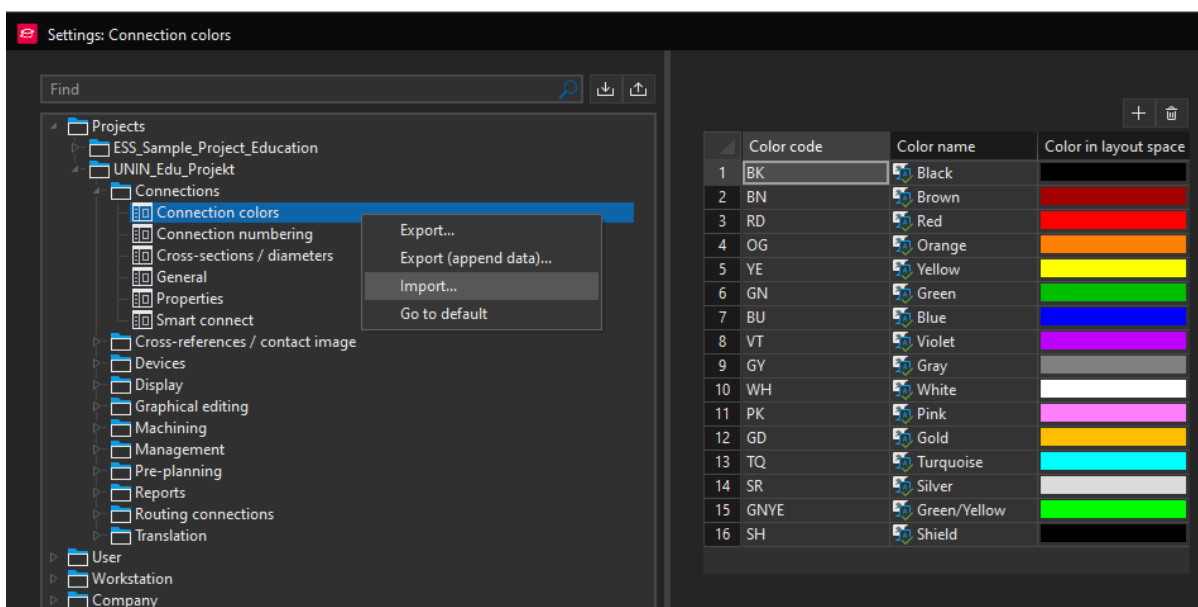 Settings: Connection colors
Find
Projects
ESS_Sample_Project_Education
UNIN_Edu_Projekt
Connections
Connection colors
Connection numbering
Cross-sections / diameters
General
Properties
Smart connect
Cross-references / contact image
Devices
Display
Graphical editing
Machining
Management
Pre-planning
Reports
Routing connections
Translation
User
Workstation
Company
Export...
Export (append data)...
Import...
Go to default
Color code Color name Color in layout space
1 BK Black
2 BN Brown
3 RD Red
4 OG Orange
5 YE Yellow
6 GN Green
7 BU Blue
8 VT Violet
9 GY Gray
10 WH White
11 PK Pink
12 GD Gold
13 TQ Turquoise
14 SR Silver
15 GNYE Green/Yellow
16 SH Shield